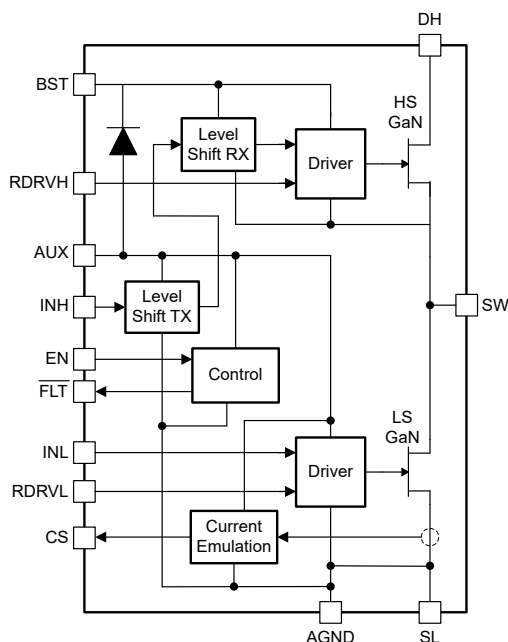 DH
BST
HS
GaN
Level
Shift RX
Driver
RDRVH
AUX
INH
Level
Shift TX
SW
EN
Control
FLT
LS
GaN
INL
Driver
RDRVL
CS
Current
Emulation
AGND
SL